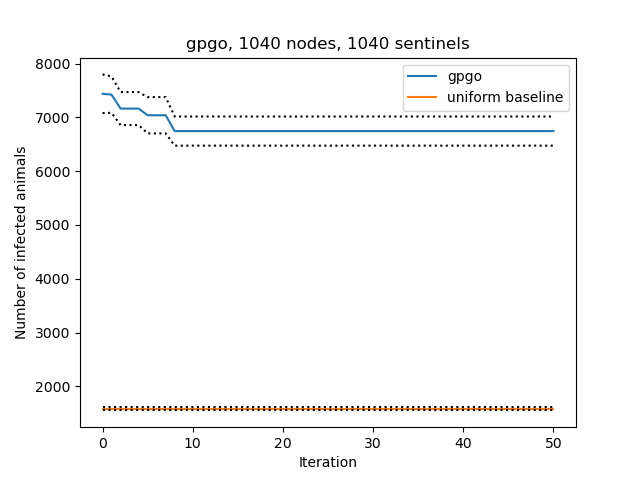 gpgo, 1040 nodes, 1040 sentinels
gpgo
uniform baseline
Number of infected animals
8000
7000
6000
5000
4000
3000
2000
0 10 20 30 40 50
Iteration